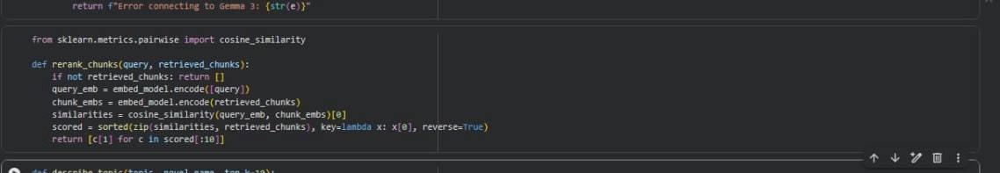 return f"Error connecting to Gemma 3: {str(e)}"
from sklearn.metrics.pairwise import cosine_similarity
def rerank_chunks(query, retrieved_chunks):
if not retrieved_chunks: return []
query_emb = embed_model.encode([query])
chunk_embs = embed_model.encode(retrieved_chunks)
similarities = cosine_similarity(query_emb, chunk_embs)[0]
scored = sorted(zip(similarities, retrieved_chunks), key=lambda x: x[0], reverse=True)
return [c[1] for c in scored[:10]]
def describe_topic(topic, novel_name, top_k=10):